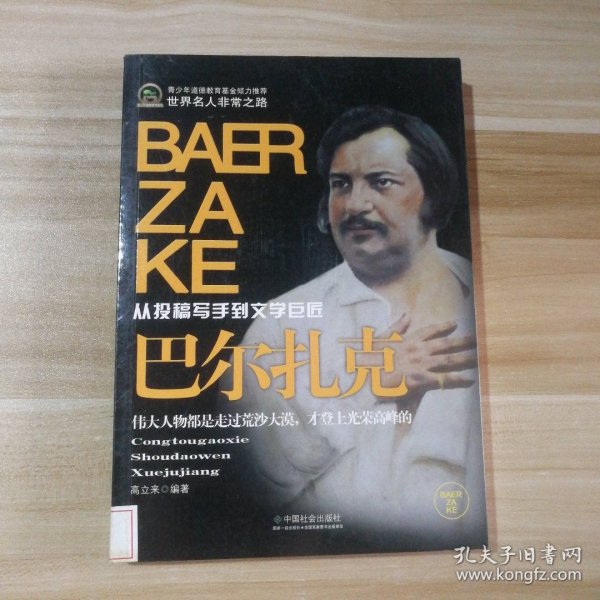 青少年道德教育基金倾力推荐
世界名人非常之路
BAER
ZA
KE
从投稿写手到文学巨匠
巴尔扎克
伟大人物都是走过荒沙大漠，才登上光荣高峰的
Congtougaoxie
Shoudaowen
Xuejujiang
高立来◎编著
BAER
ZA
KE
中国社会出版社
孔夫子旧书网
www.kongfz.com